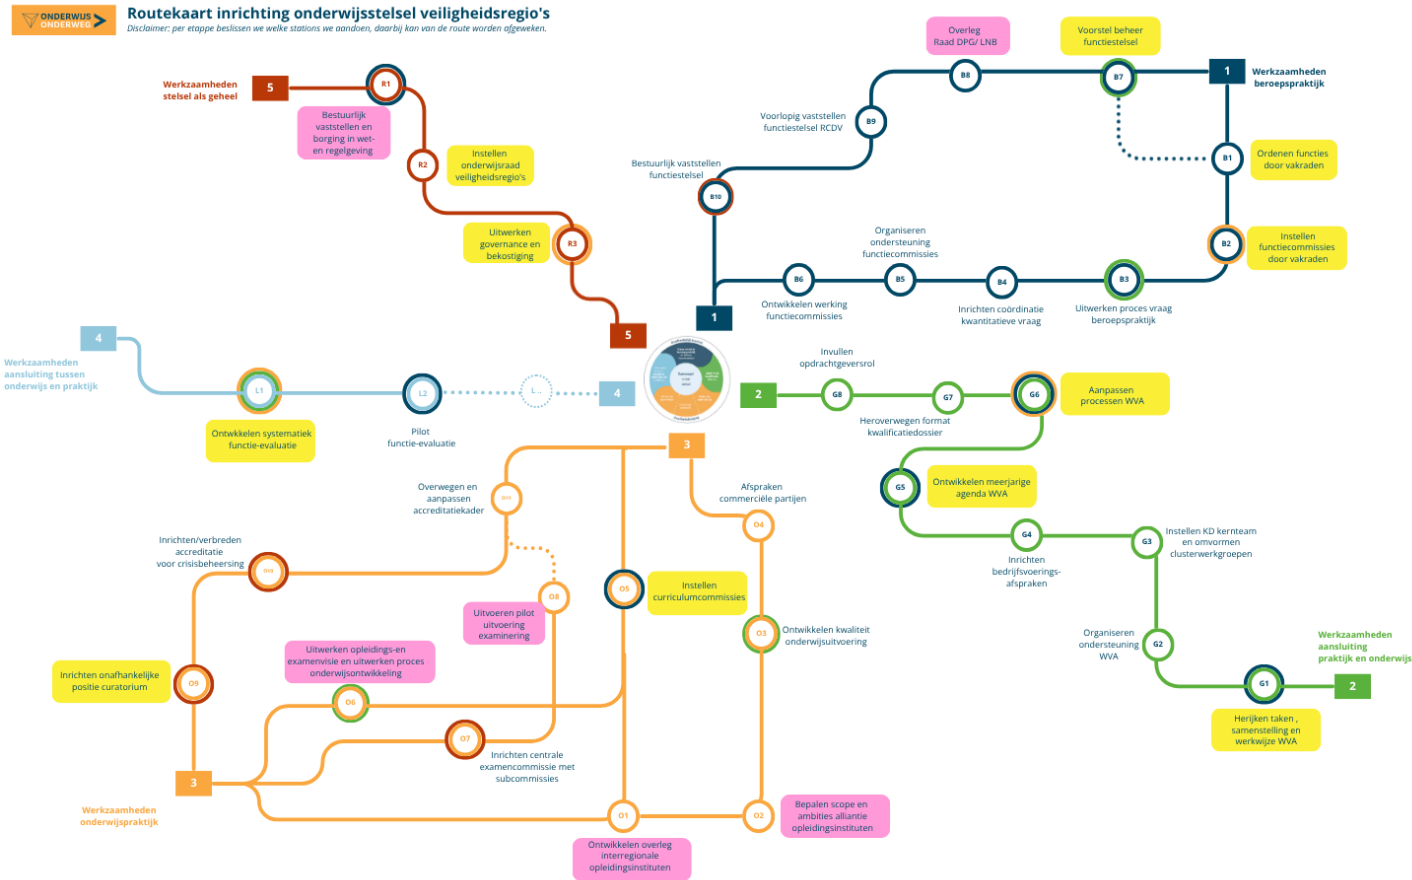 ONDERWIJS
ONDERWEG
Routekaart inrichting onderwijsstelsel veiligheidsregio's
Disclaimer: per etappe beslissen we welke stations we aandoen, daarbij kan van de route worden afgeweken.
Werkzaamheden
stelsel als geheel
5
R1
Bestuurlijk
vaststellen en
borging in wet-
en regelgeving
R2
Instellen
onderwijsraad
veiligheidsregio's
Uitwerken
governance en
bekostiging
R3
5
Overleg
Raad DPG/ LNB
B8
Voorstel beheer
functiestelsel
B7
1
Werkzaamheden
beroepspraktijk
Voorlopig vaststellen
functiestelsel RCDV
B9
B1
Ordenen functies
door vakraden
Bestuurlijk vaststellen
functiestelsel
B10
B2
Instellen
functiecommissies
door vakraden
Organiseren
ondersteuning
functiecommissies
B6
B5
B4
B3
Ontwikkelen werking
functiecommissies
Inrichten coördinatie
kwantitatieve vraag
Uitwerken proces vraag
beroepspraktijk
1
4
Werkzaamheden
aansluiting tussen
onderwijs en praktijk
L1
L2
L ..
4
Ontwkkelen systematiek
functie-evaluatie
Pilot
functie-evaluatie
Invullen
opdrachtgeversrol
2
G8
G7
G6
Aanpassen
processen WVA
Heroverwegen format
kwalificatiedossier
G5
Ontwikkelen meerjarige
agenda WVA
G4
Inrichten
bedrijfsvoerings-
afspraken
G3
Instellen KD kernteam
en omvormen
clusterwerkgroepen
Organiseren
ondersteuning
WVA
G2
G1
Herijken taken ,
samenstelling en
werkwijze WVA
Werkzaamheden
aansluiting
praktijk en onderwijs
2
3
Overwegen en
aanpassen
accreditatiekader
Afspraken
commerciële partijen
O4
Inrichten/verbreden
accreditatie
voor crisisbeheersing
O5
Instellen
curriculumcommissies
O8
Uitvoeren pilot
uitvoering
examinering
O3
Ontwikkelen kwaliteit
onderwijsuitvoering
Uitwerken opleidings-en
examenvisie en uitwerken proces
onderwijsontwikkeling
O6
Inrichten onafhankelijke
positie curatorium
O9
O7
Inrichten centrale
examencommissie met
subcommissies
3
Werkzaamheden
onderwijspraktijk
O1
Ontwikkelen overleg
interregionale
opleidingsinstituten
O2
Bepalen scope en
ambities alliantie
opleidingsinstituten